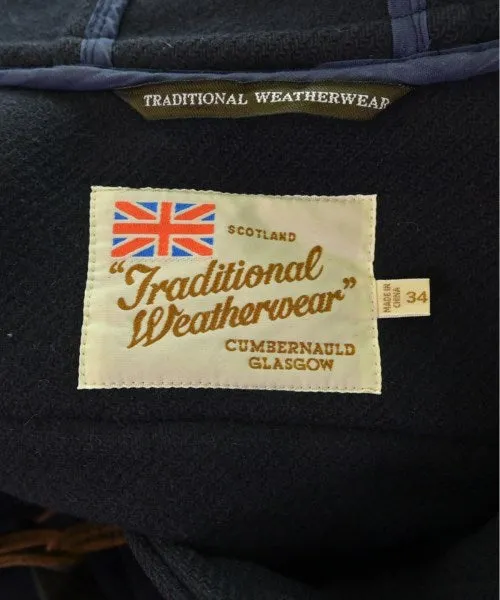 TRADITIONAL WEATHERWEAR
SCOTLAND
"Traditional
Weatherwear"
CUMBERNAULD
GLASGOW
MADE IN
CHINA
34